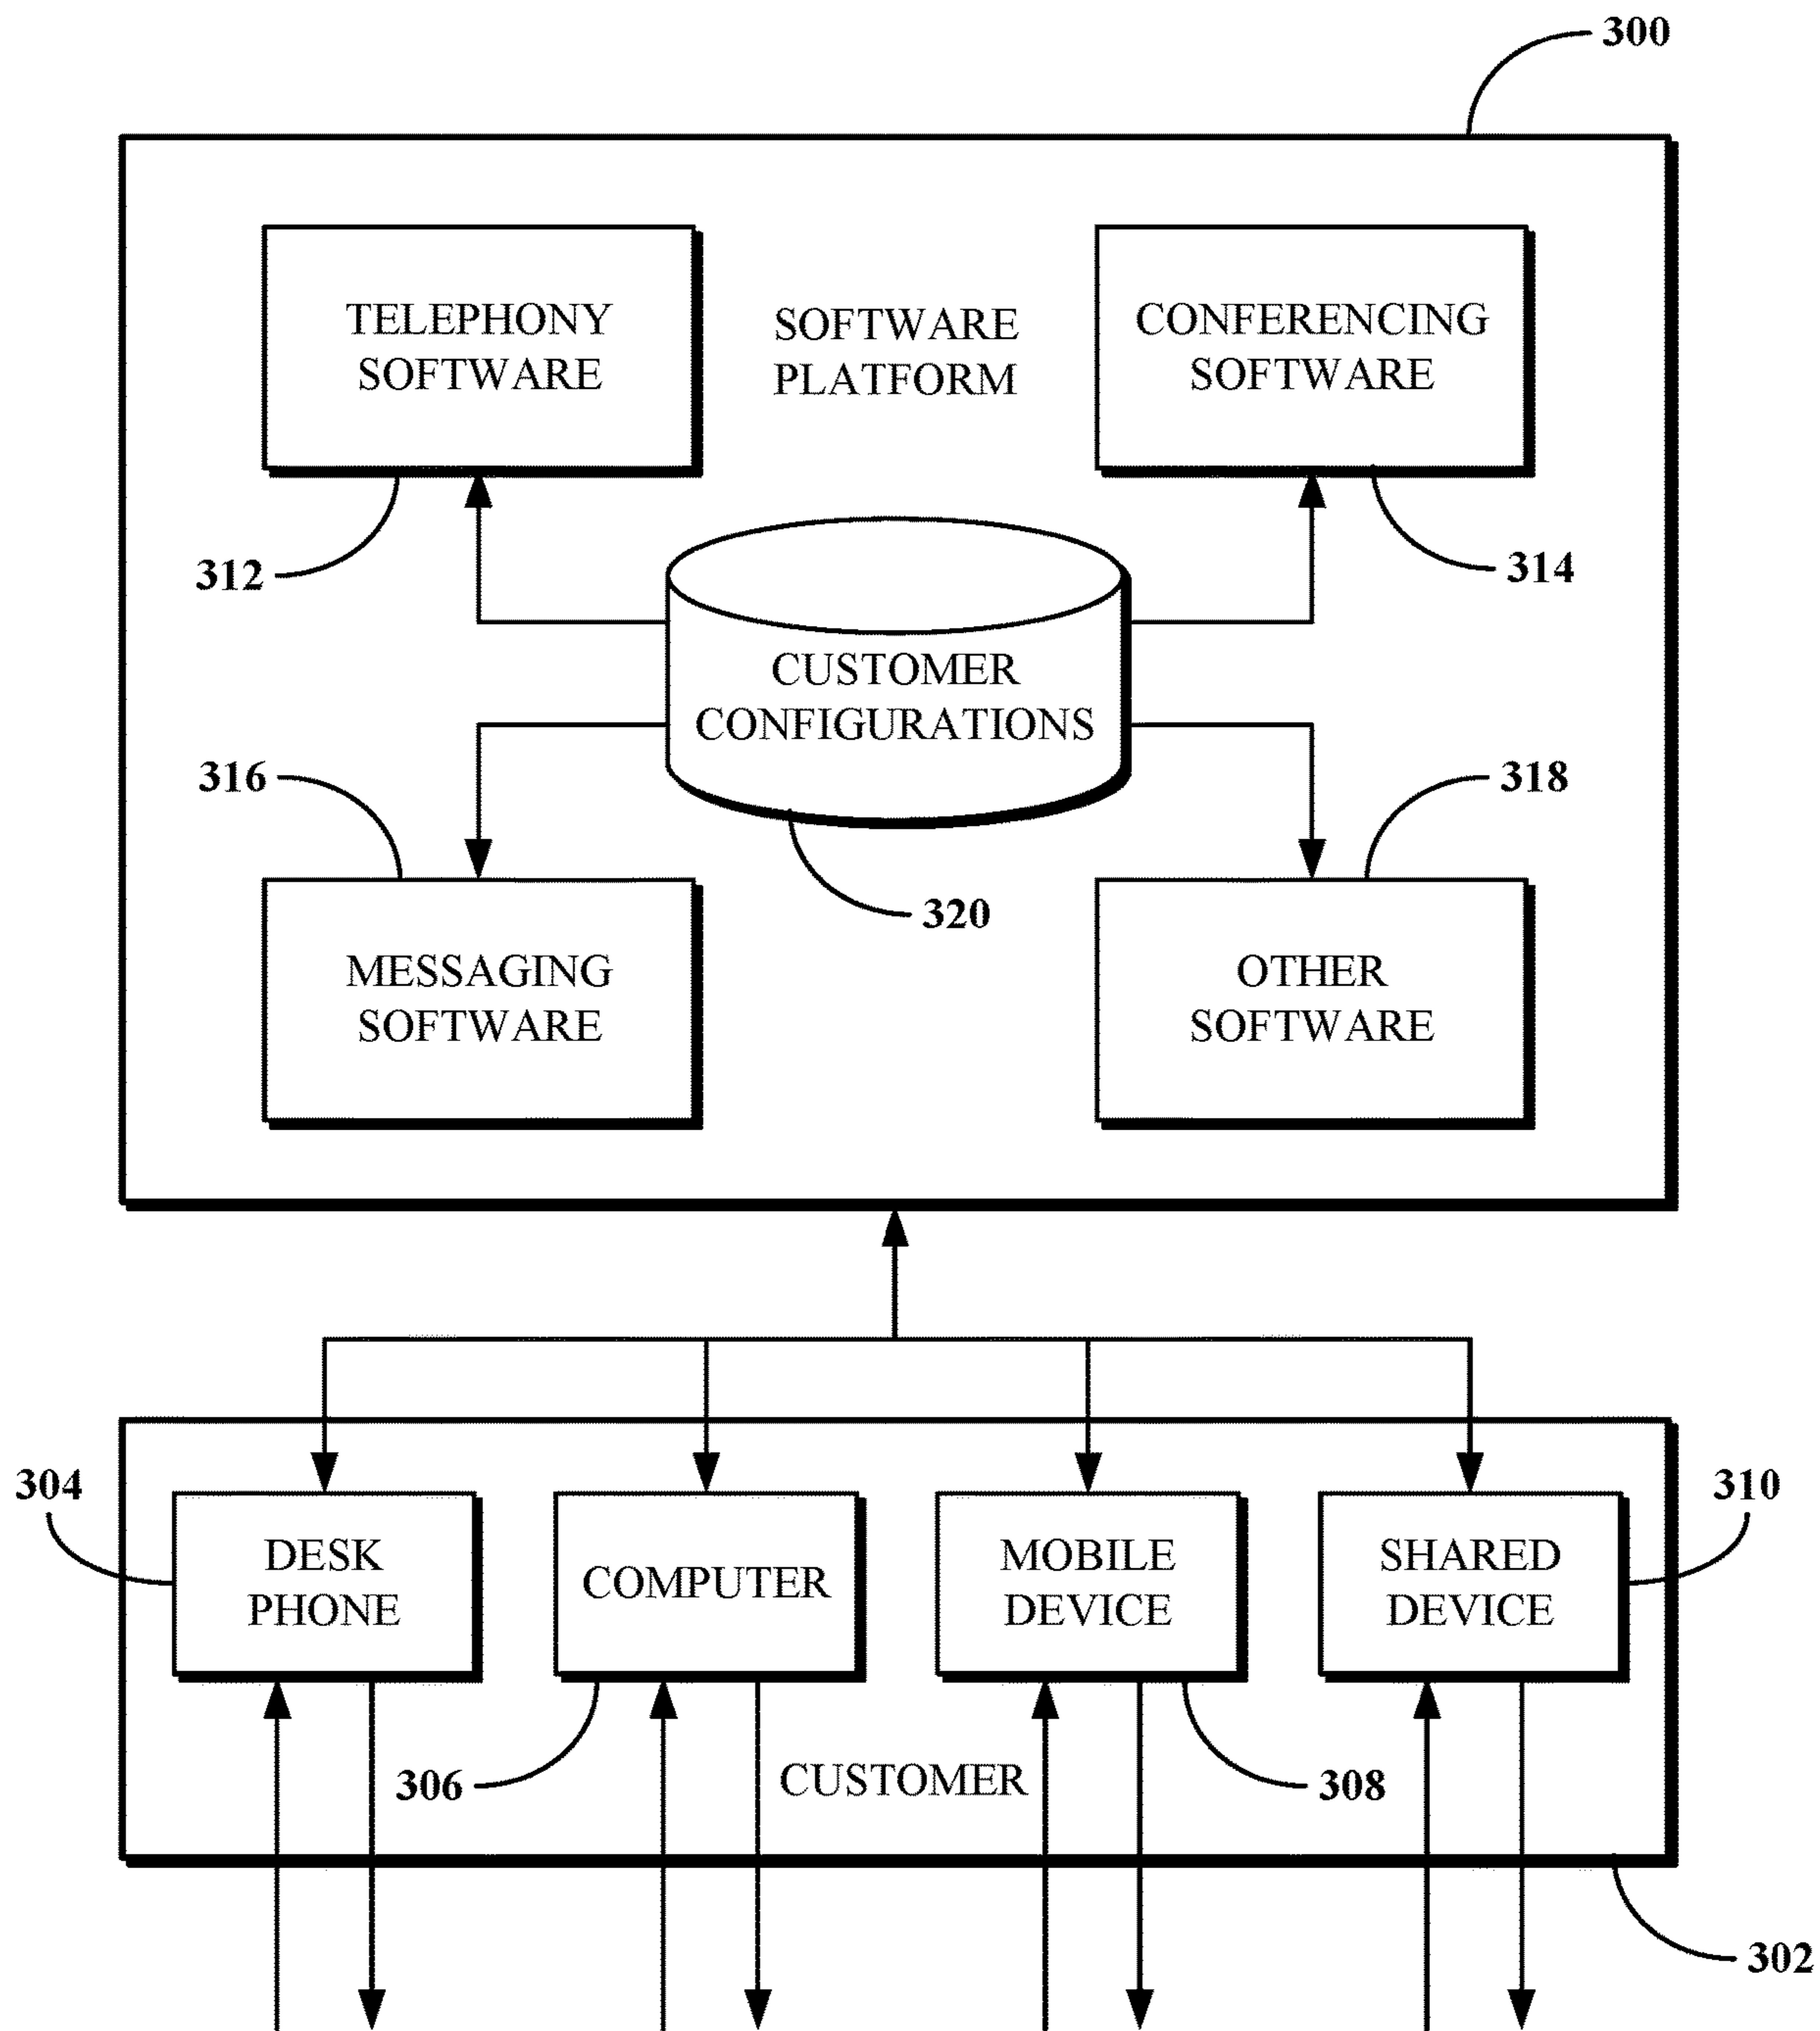 300
TELEPHONY
SOFTWARE
SOFTWARE
PLATFORM
CONFERENCING
SOFTWARE
312
314
CUSTOMER
CONFIGURATIONS
316
318
320
MESSAGING
SOFTWARE
OTHER
SOFTWARE
304
310
DESK
PHONE
COMPUTER
MOBILE
DEVICE
SHARED
DEVICE
306
CUSTOMER
308
302